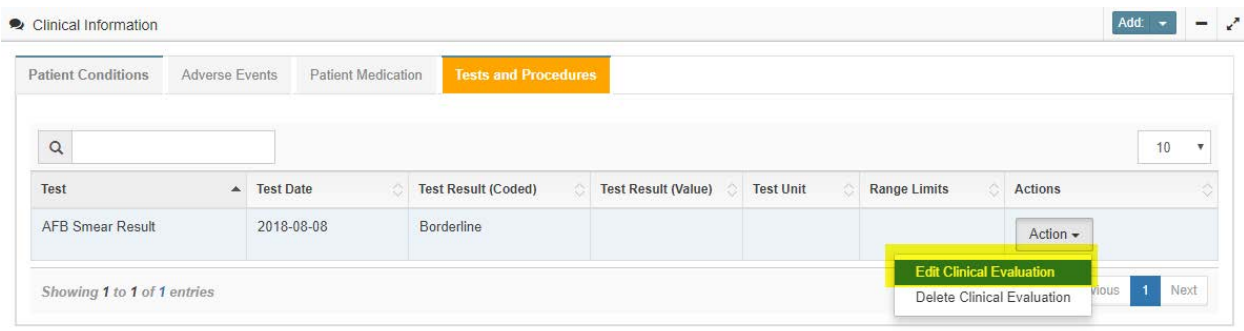 Clinical Information Add:
Patient Conditions Adverse Events Patient Medication Tests and Procedures
10
Test Test Date Test Result (Coded) Test Result (Value) Test Unit Range Limits Actions
AFB Smear Result 2018-08-08 Borderline Action
Edit Clinical Evaluation
Showing 1 to 1 of 1 entries vious 1 Next
Delete Clinical Evaluation